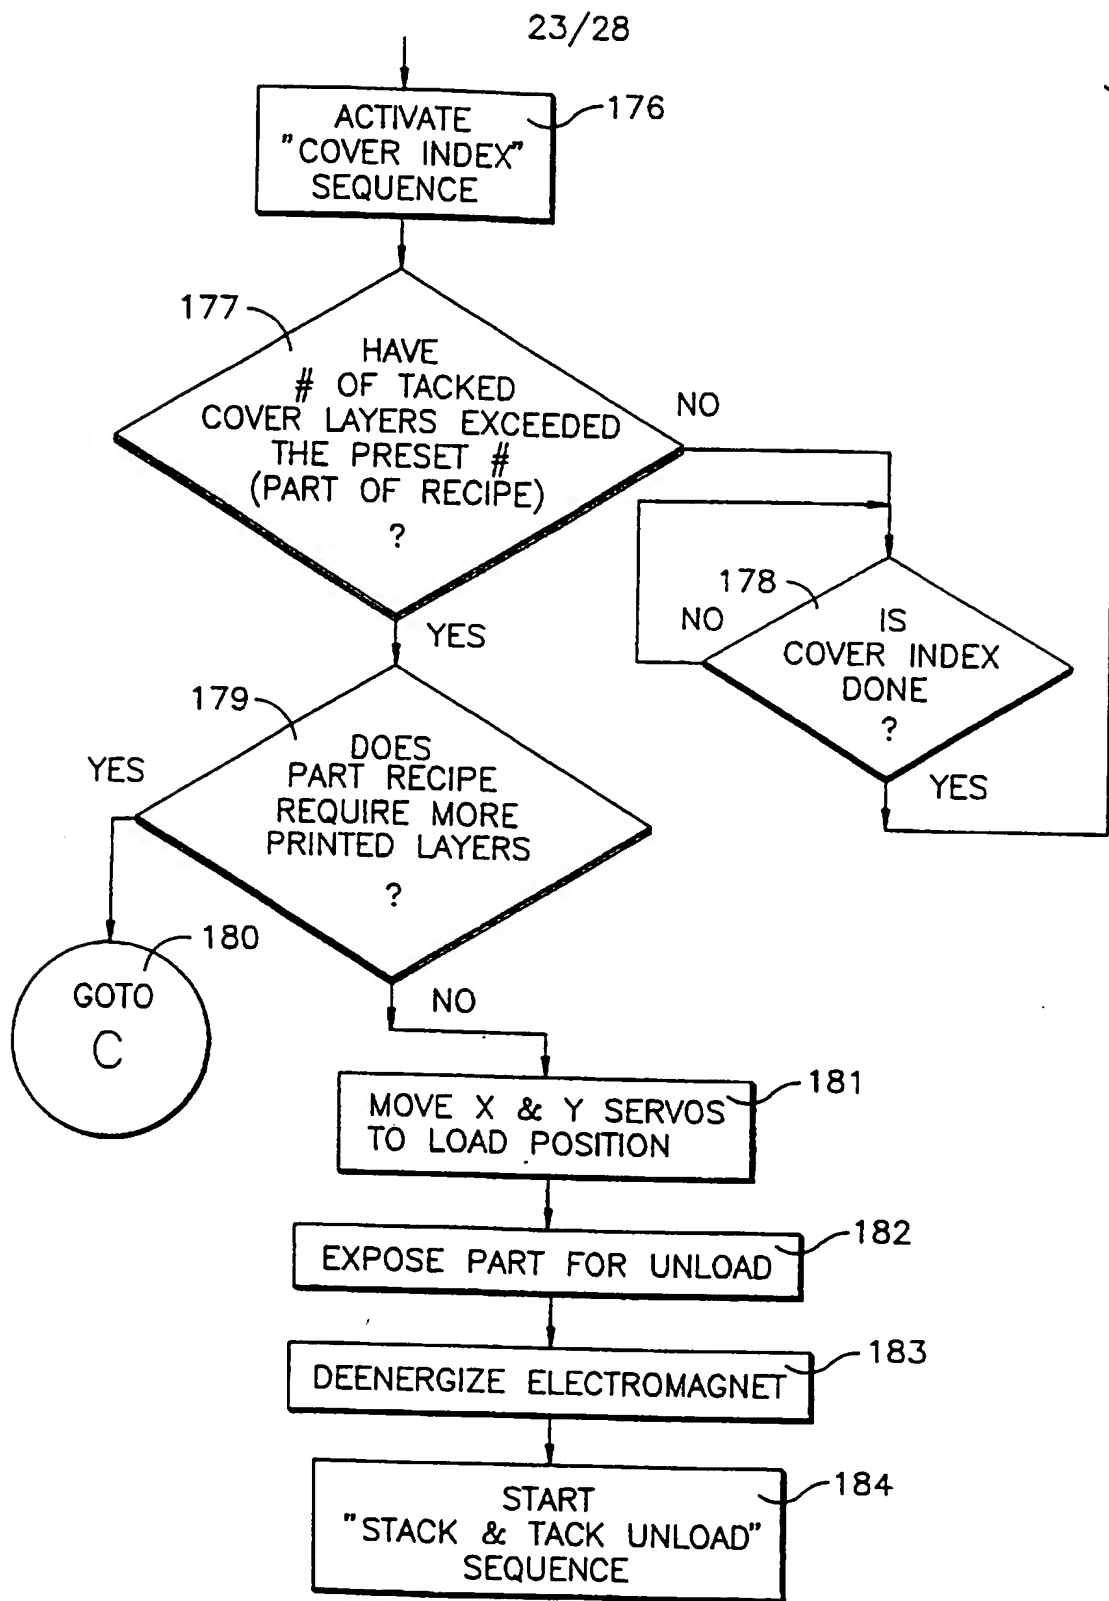 23/28
ACTIVATE
"COVER INDEX"
SEQUENCE
176
177
HAVE
# OF TACKED
COVER LAYERS EXCEEDED
THE PRESET #
(PART OF RECIPE)
?
NO
YES
178
NO
IS
COVER INDEX
DONE
?
YES
179
YES
DOES
PART RECIPE
REQUIRE MORE
PRINTED LAYERS
?
NO
180
GOTO
C
181
MOVE X & Y SERVOS
TO LOAD POSITION
182
EXPOSE PART FOR UNLOAD
183
DEENERGIZE ELECTROMAGNET
184
START
"STACK & TACK UNLOAD"
SEQUENCE